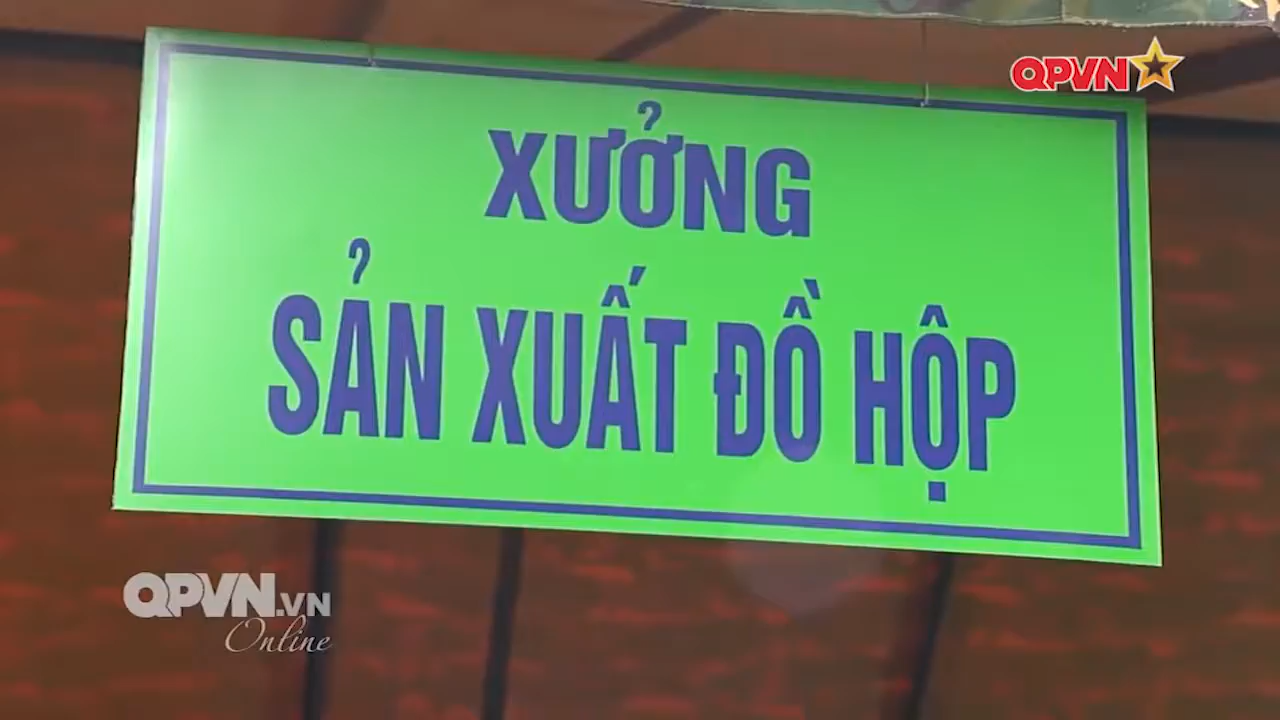 QPVN
XƯỞNG
SẢN XUẤT ĐỒ HỘP
QPVN.VN
Online